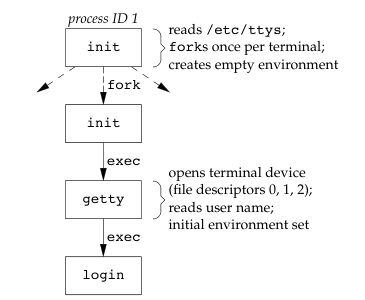 process ID 1
init
reads /etc/ttys;
forks once per terminal;
creates empty environment
fork
init
exec
getty
opens terminal device
(file descriptors 0, 1, 2);
reads user name;
initial environment set
exec
login